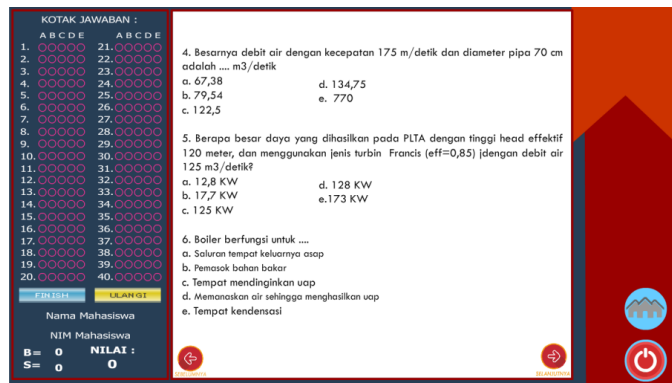 KOTAK JAWABAN :
A B C D E A B C D E
1. 21.
2. 22.
3. 23.
4. 24.
5. 25.
6. 26.
7. 27.
8. 28.
9. 29.
10. 30.
11. 31.
12. 32.
13. 33.
14. 34.
15. 35.
16. 36.
17. 37.
18. 38.
19. 39.
20. 40.
FINISH ULANGI
Nama Mahasiswa
NIM Mahasiswa
B= 0 NILAI :
S= 0 0
4. Besarnya debit air dengan kecepatan 175 m/detik dan diameter pipa 70 cm
adalah .... m3/detik
a. 67,38 d. 134,75
b. 79,54 e. 770
c. 122,5
5. Berapa besar daya yang dihasilkan pada PLTA dengan tinggi head effektif
120 meter, dan menggunakan jenis turbin Francis (eff=0,85) jdengan debit air
125 m3/detik?
a. 12,8 KW d. 128 KW
b. 17,7 KW e.173 KW
c. 125 KW
6. Boiler berfungsi untuk ....
a. Saluran tempat keluarnya asap
b. Pemasok bahan bakar
c. Tempat mendinginkan uap
d. Memanaskan air sehingga menghasilkan uap
e. Tempat kendensasi
SEBELUMNYA SELANJUTNYA